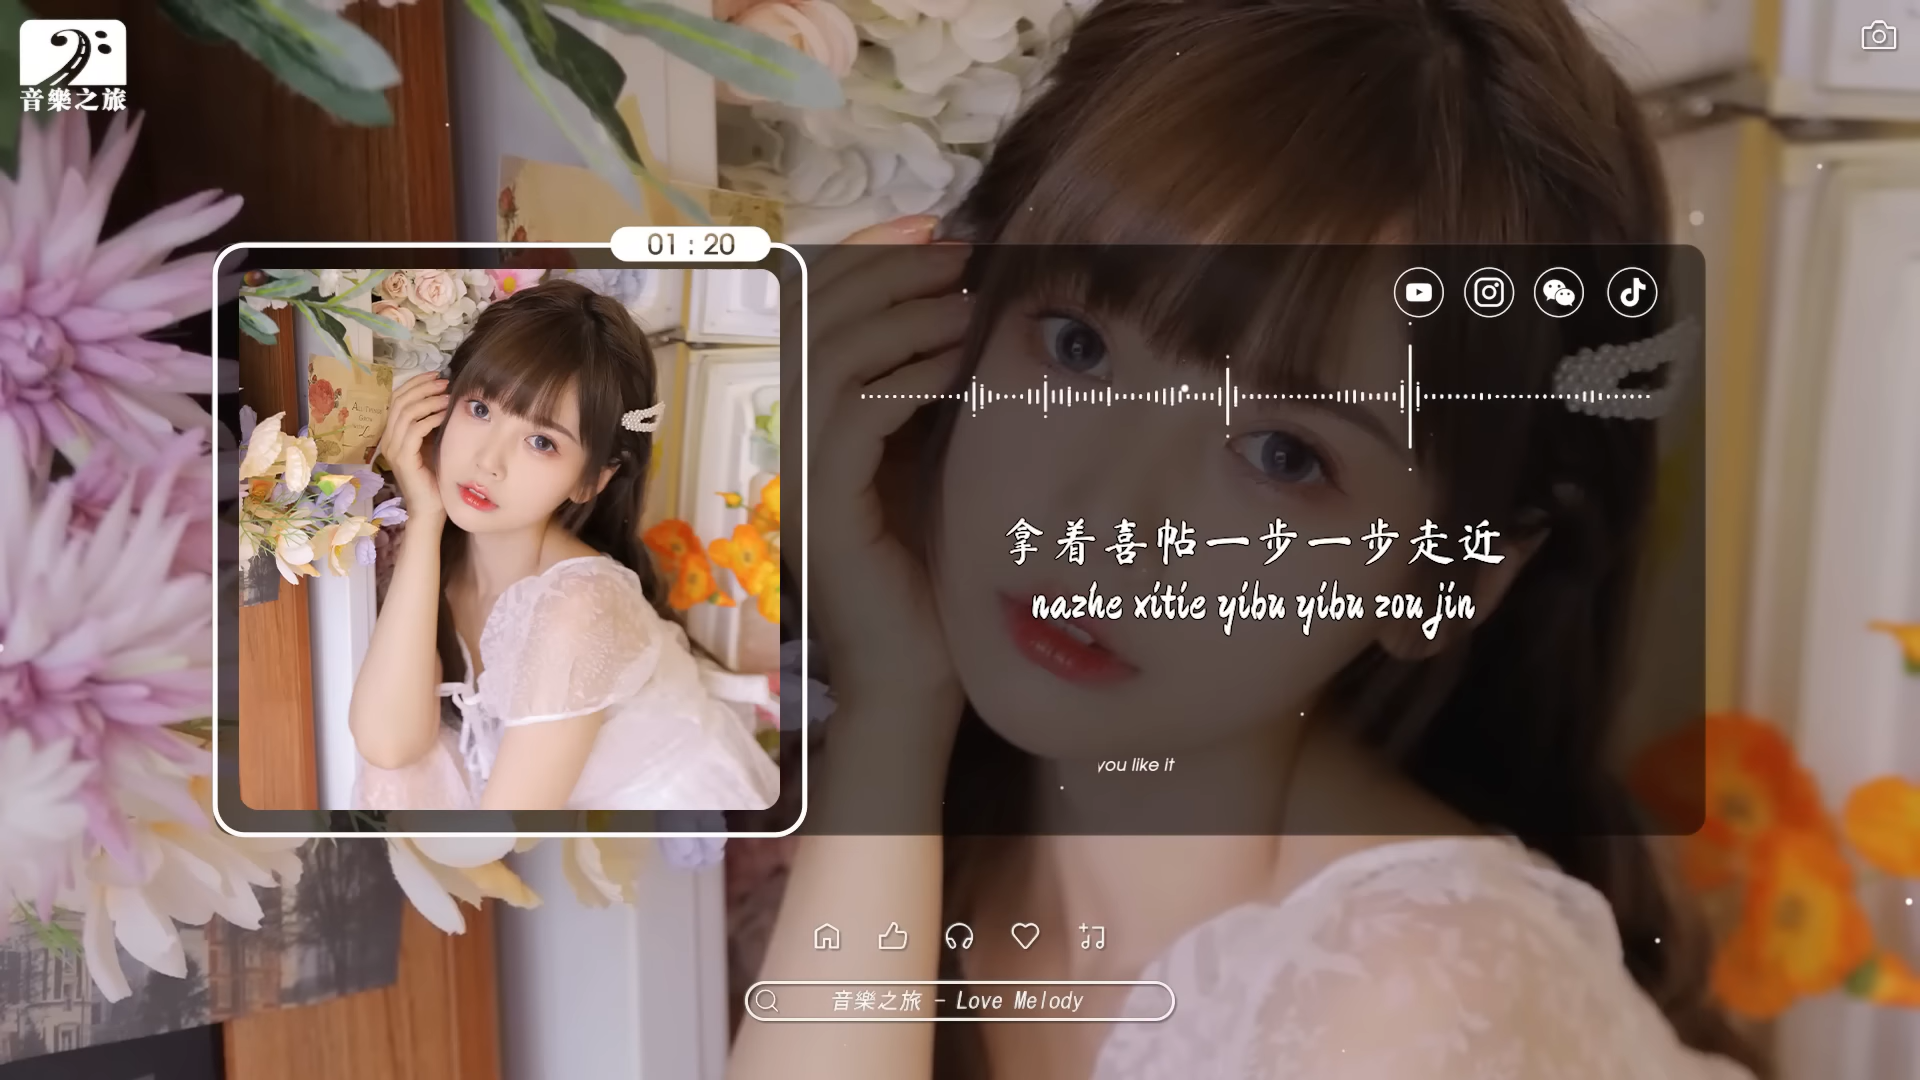 音樂之旅
01 : 20
拿着喜帖一步一步走近
nazhe xitie yibu yibu zou jin
you like it
音樂之旅 - Love Melody